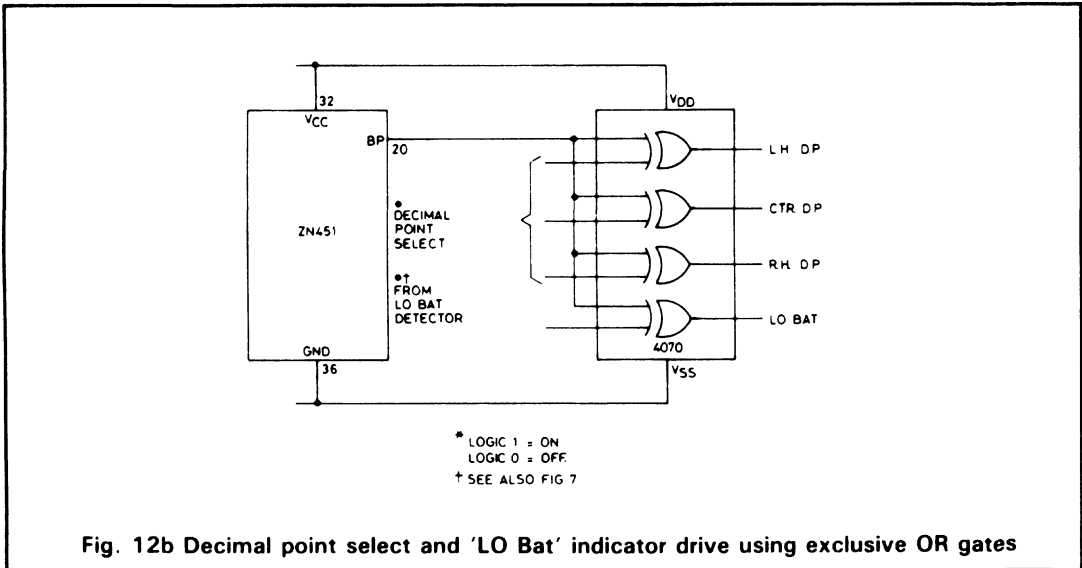 32
VCC
BP
20
ZN451
*
DECIMAL
POINT
SELECT
*†
FROM
LO BAT
DETECTOR
GND
36
VDD
LH DP
CTR DP
RH. DP
LO BAT
4070
VSS
* LOGIC 1 = ON
LOGIC 0 = OFF.
† SEE ALSO FIG 7
Fig. 12b Decimal point select and 'LO Bat' indicator drive using exclusive OR gates